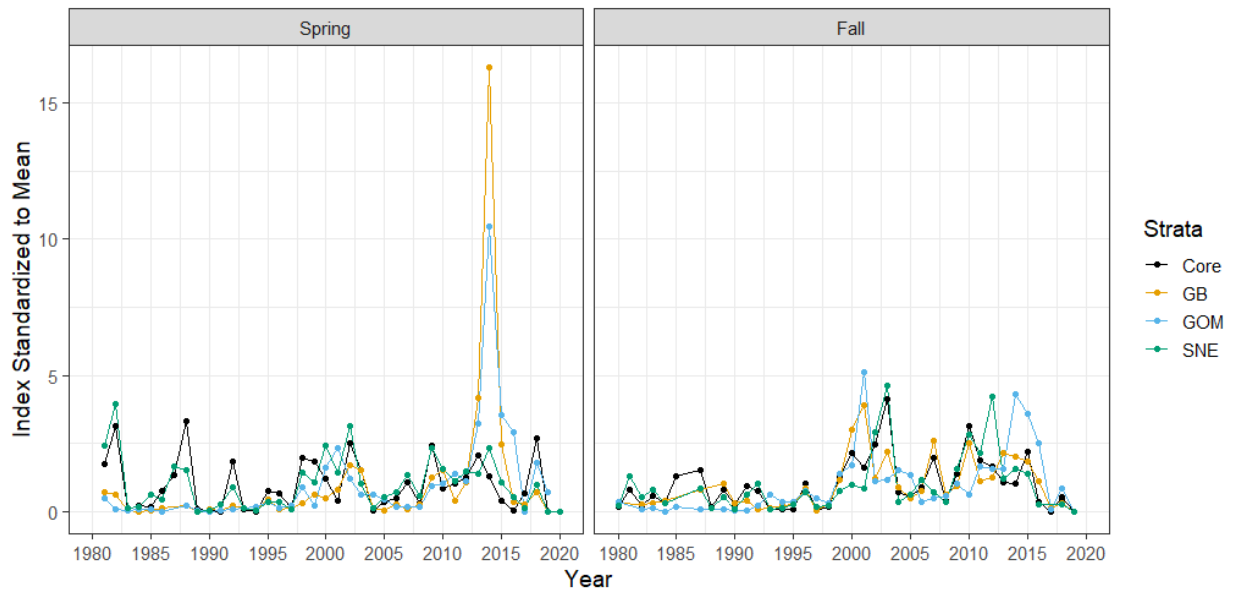 Spring
Fall
Index Standardized to Mean
15
10
5
0
1980 1985 1990 1995 2000 2005 2010 2015 2020
1980 1985 1990 1995 2000 2005 2010 2015 2020
Year
Strata
Core
GB
GOM
SNE